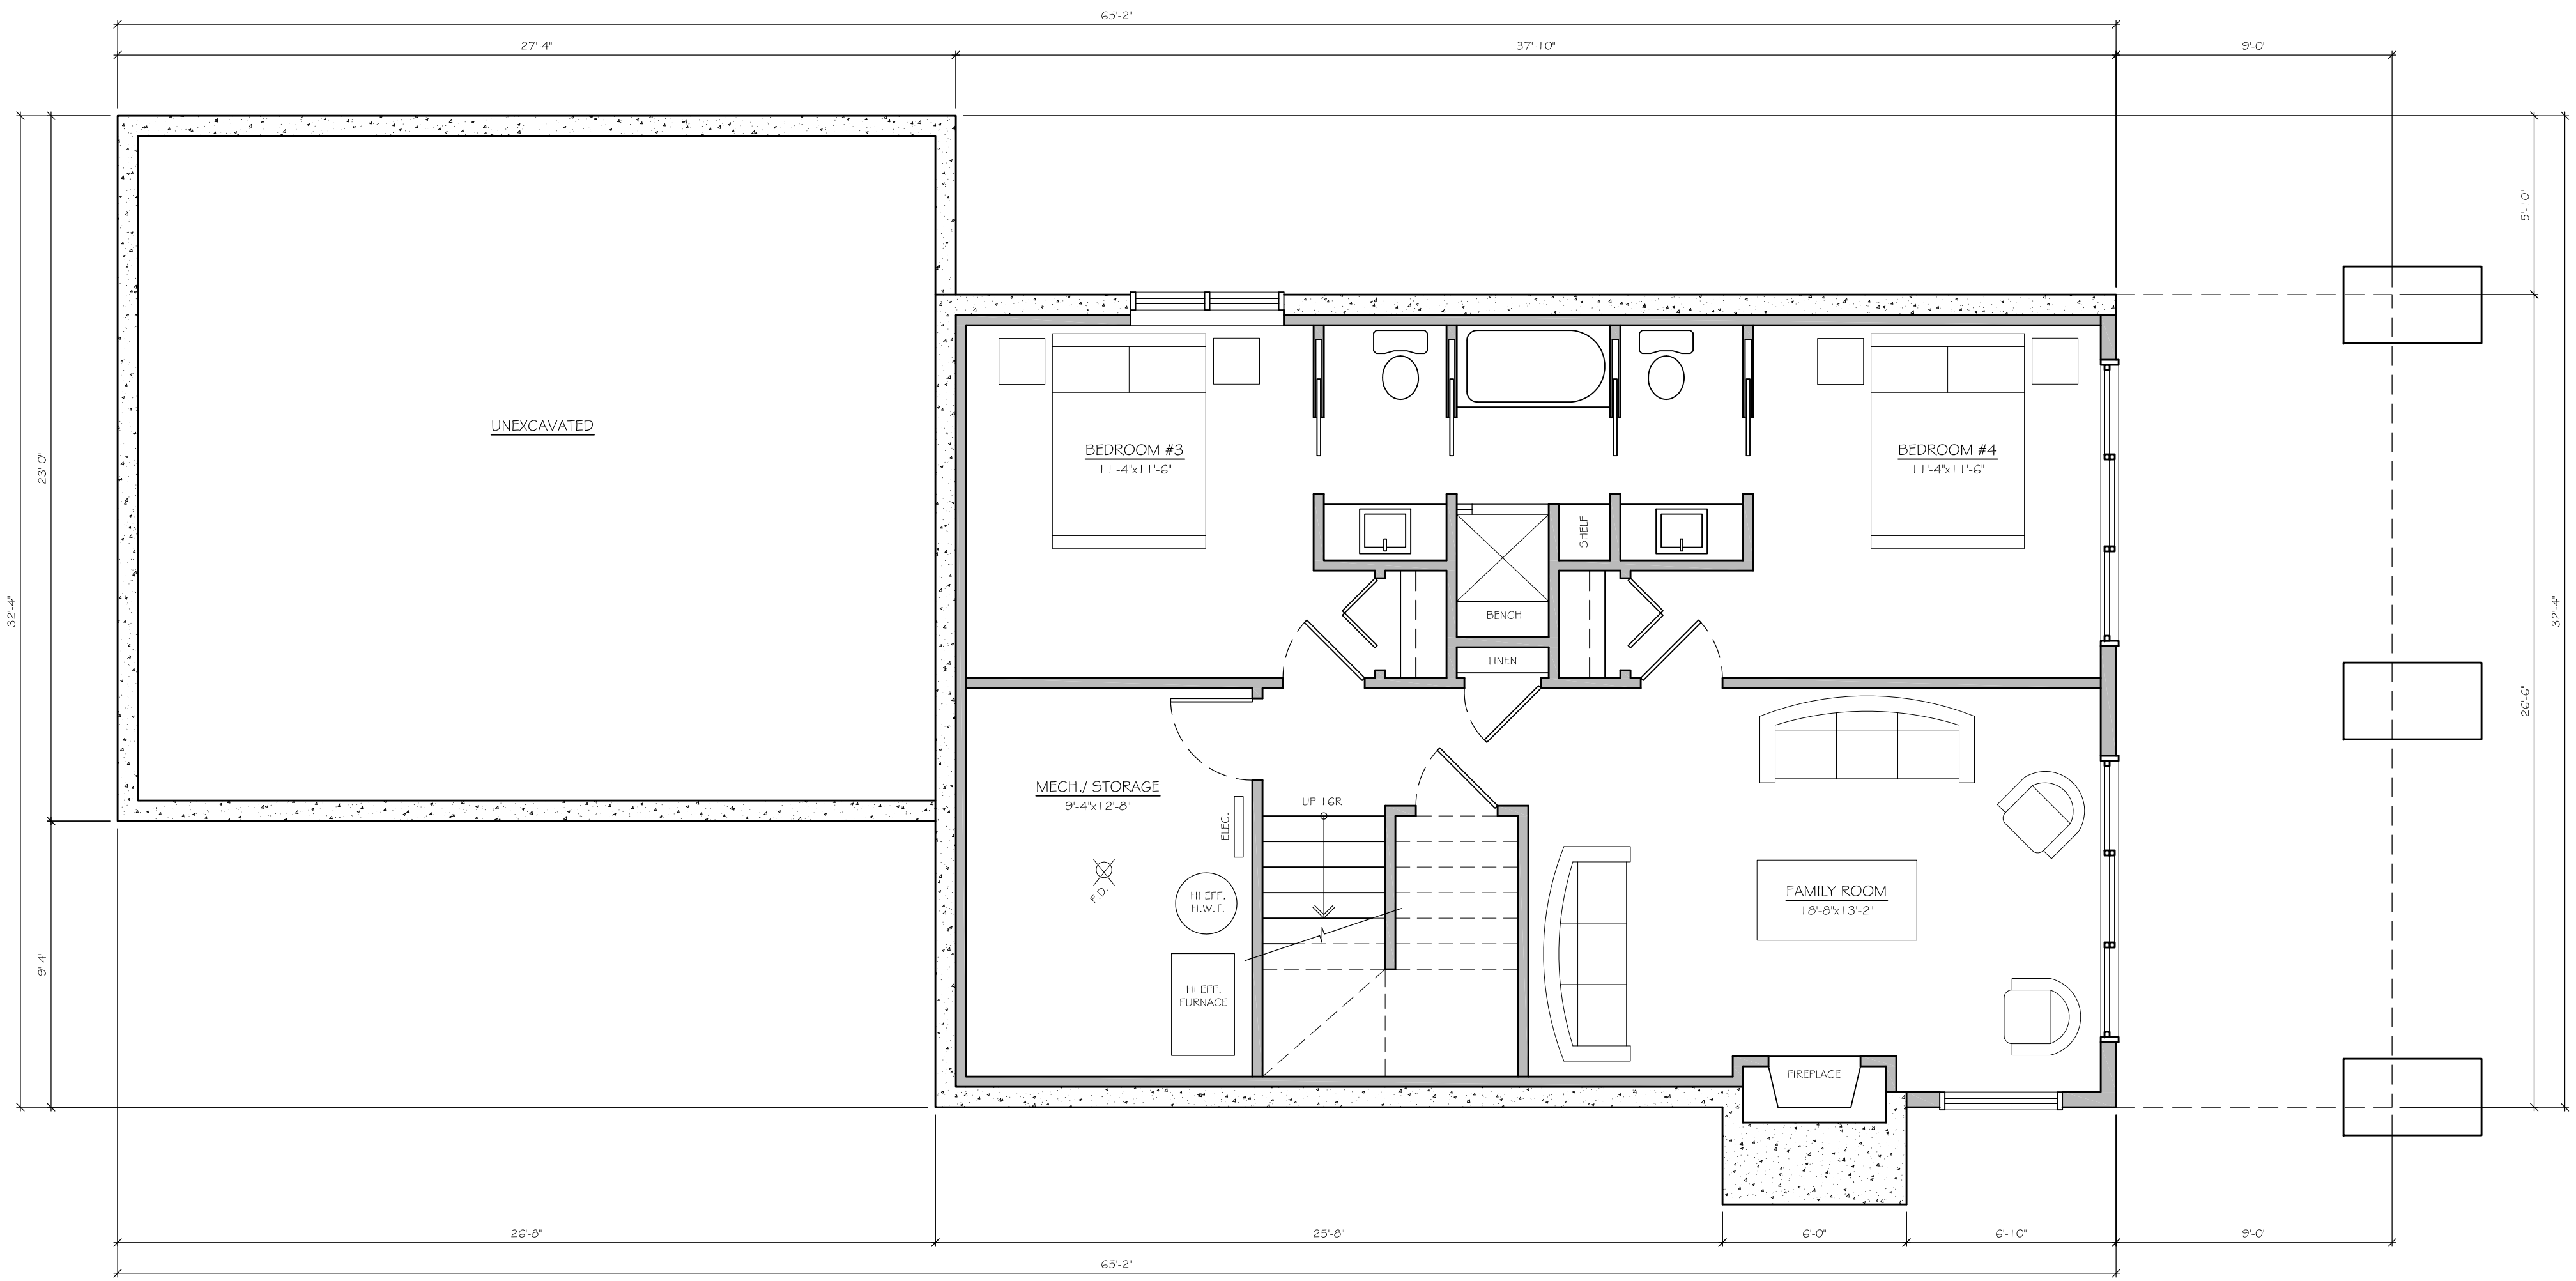 65'-2"
27'-4"
37'-10"
9'-0"
5'-10"
23'-0"
UNEXCAVATED
BEDROOM #3
11'-4"x11'-6"
BEDROOM #4
11'-4"x11'-6"
SHELF
BENCH
LINEN
32'-4"
32'-4"
26'-6"
MECH./ STORAGE
9'-4"x12'-8"
UP 16R
ELEC.
F.D.
HI EFF.
H.W.T.
FAMILY ROOM
18'-8"x13'-2"
9'-4"
HI EFF.
FURNACE
FIREPLACE
26'-8"
25'-8"
6'-0"
6'-10"
9'-0"
65'-2"